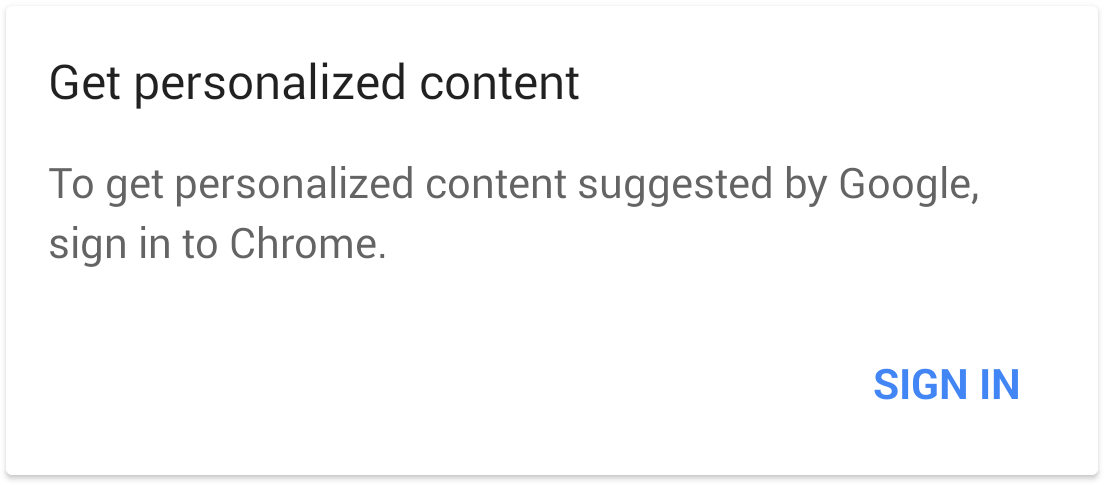 Get personalized content
To get personalized content suggested by Google,
sign in to Chrome.
SIGN IN